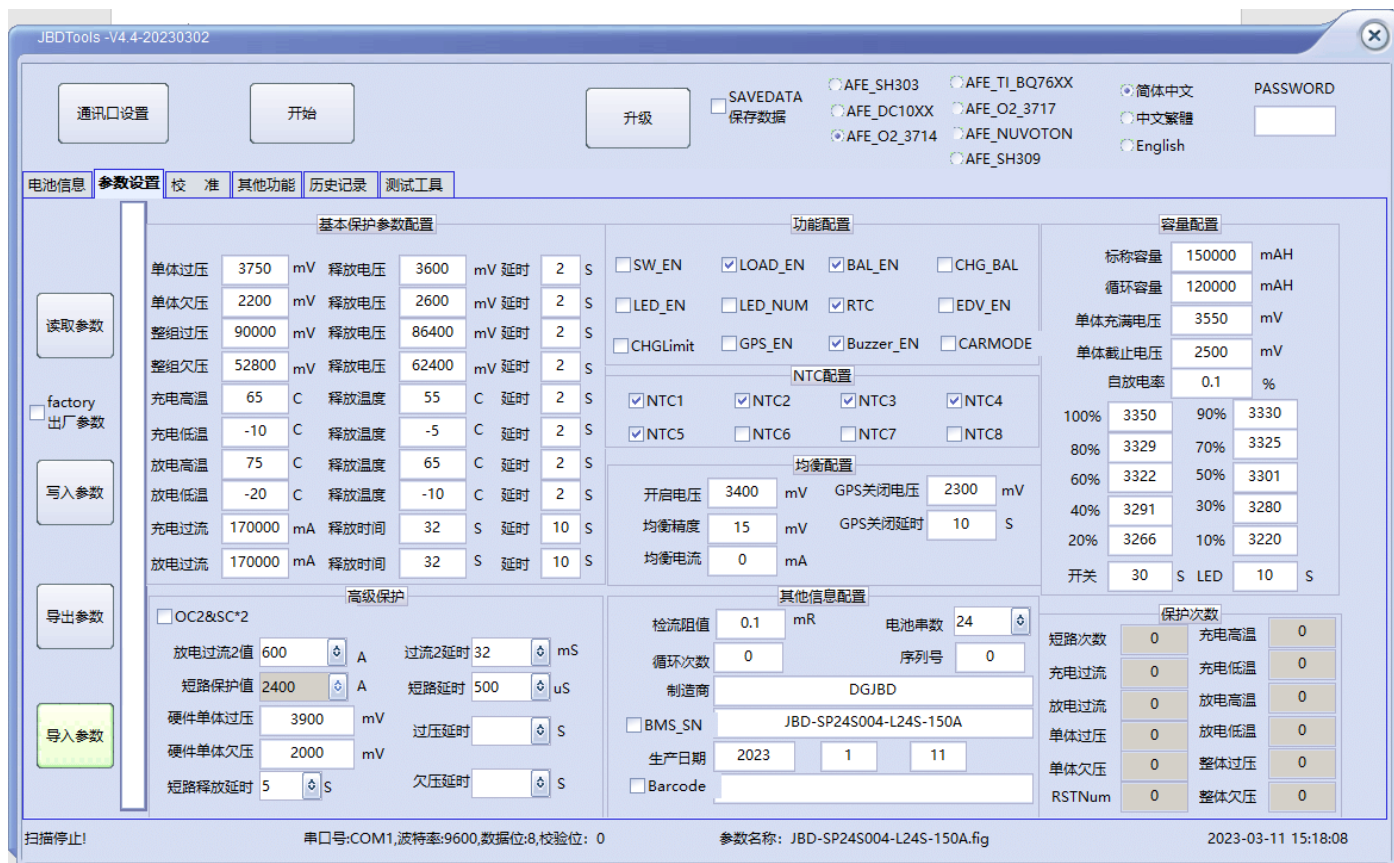 JBDTools -V4.4-20230302
通讯口设置
开始
升级
SAVEDATA
保存数据
AFE_SH303
AFE_DC10XX
AFE_O2_3714
AFE_TI_BQ76XX
AFE_O2_3717
AFE_NUVOTON
AFE_SH309
简体中文
中文繁體
English
PASSWORD
电池信息 参数设置 校 准 其他功能 历史记录 测试工具
读取参数
factory
出厂参数
写入参数
导出参数
导入参数
基本保护参数配置
单体过压 3750 mV 释放电压 3600 mV 延时 2 S
单体欠压 2200 mV 释放电压 2600 mV 延时 2 S
整组过压 90000 mV 释放电压 86400 mV 延时 2 S
整组欠压 52800 mV 释放电压 62400 mV 延时 2 S
充电高温 65 C 释放温度 55 C 延时 2 S
充电低温 -10 C 释放温度 -5 C 延时 2 S
放电高温 75 C 释放温度 65 C 延时 2 S
放电低温 -20 C 释放温度 -10 C 延时 2 S
充电过流 170000 mA 释放时间 32 S 延时 10 S
放电过流 170000 mA 释放时间 32 S 延时 10 S
高级保护
OC2&SC*2
放电过流2值 600 A 过流2延时 32 mS
短路保护值 2400 A 短路延时 500 uS
硬件单体过压 3900 mV 过压延时 S
硬件单体欠压 2000 mV
短路释放延时 5 S 欠压延时 S
功能配置
SW_EN LOAD_EN BAL_EN CHG_BAL
LED_EN LED_NUM RTC EDV_EN
CHGLimit GPS_EN Buzzer_EN CARMODE
NTC配置
NTC1 NTC2 NTC3 NTC4
NTC5 NTC6 NTC7 NTC8
均衡配置
开启电压 3400 mV GPS关闭电压 2300 mV
均衡精度 15 mV GPS关闭延时 10 S
均衡电流 0 mA
其他信息配置
检流阻值 0.1 mR 电池串数 24
循环次数 0 序列号 0
制造商 DGJBD
BMS_SN JBD-SP24S004-L24S-150A
生产日期 2023 1 11
Barcode
容量配置
标称容量 150000 mAH
循环容量 120000 mAH
单体充满电压 3550 mV
单体截止电压 2500 mV
自放电率 0.1 %
100% 3350 90% 3330
80% 3329 70% 3325
60% 3322 50% 3301
40% 3291 30% 3280
20% 3266 10% 3220
开关 30 S LED 10 S
保护次数
短路次数 0 充电高温 0
充电过流 0 充电低温 0
放电过流 0 放电高温 0
单体过压 0 放电低温 0
单体欠压 0 整体过压 0
RSTNum 0 整体欠压 0
扫描停止! 串口号:COM1,波特率:9600,数据位:8,校验位：0 参数名称：JBD-SP24S004-L24S-150A.fig 2023-03-11 15:18:08